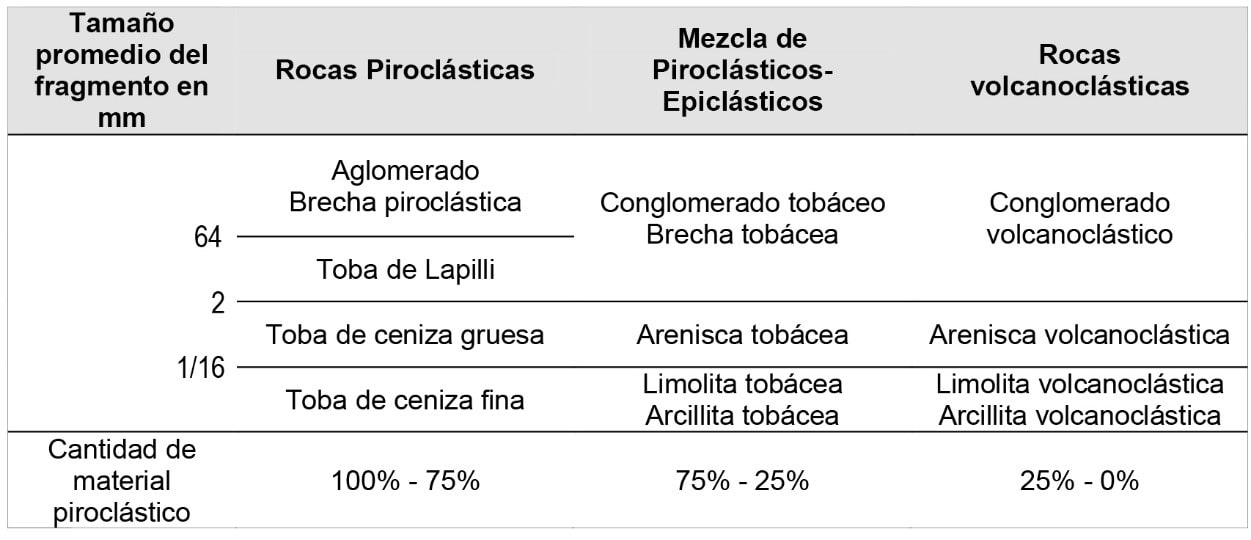 Tamaño
promedio del
fragmento en
mm
Rocas Piroclásticas
Mezcla de
Piroclásticos-
Epiclásticos
Rocas
volcanoclásticas
Aglomerado
Brecha piroclástica
Conglomerado tobáceo
Brecha tobácea
Conglomerado
volcanoclástico
64
Toba de Lapilli
2
Toba de ceniza gruesa
Arenisca tobácea
Arenisca volcanoclástica
1/16
Toba de ceniza fina
Limolita tobácea
Arcillita tobácea
Limolita volcanoclástica
Arcillita volcanoclástica
Cantidad de
material
piroclástico
100% - 75%
75% - 25%
25% - 0%